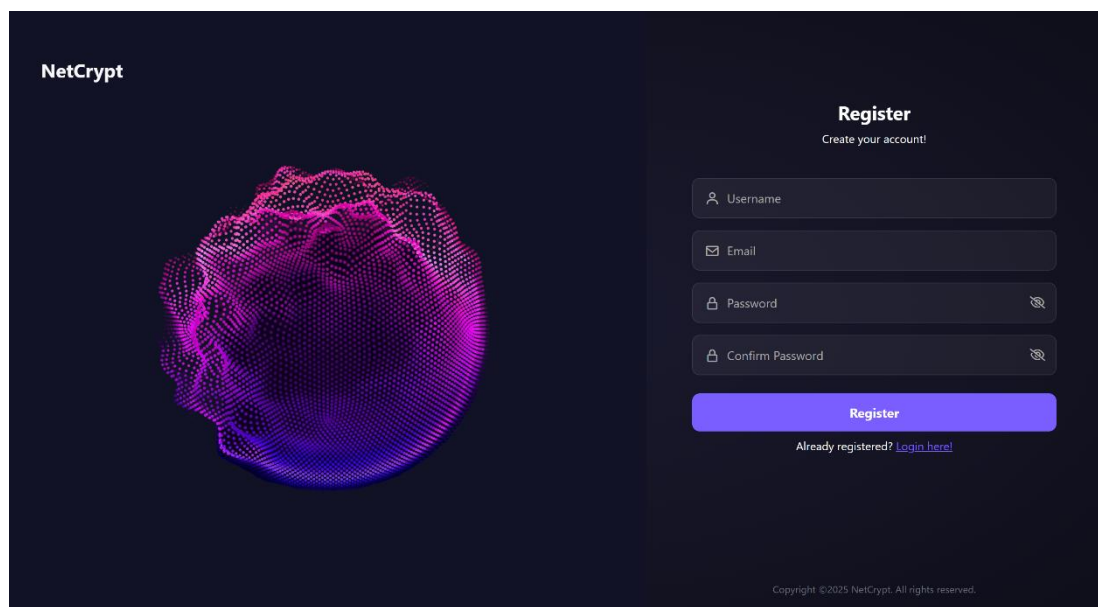 NetCrypt
Register
Create your account!
Username
Email
Password
Confirm Password
Register
Already registered? Login here!
Copyright ©2025 NetCrypt. All rights reserved.